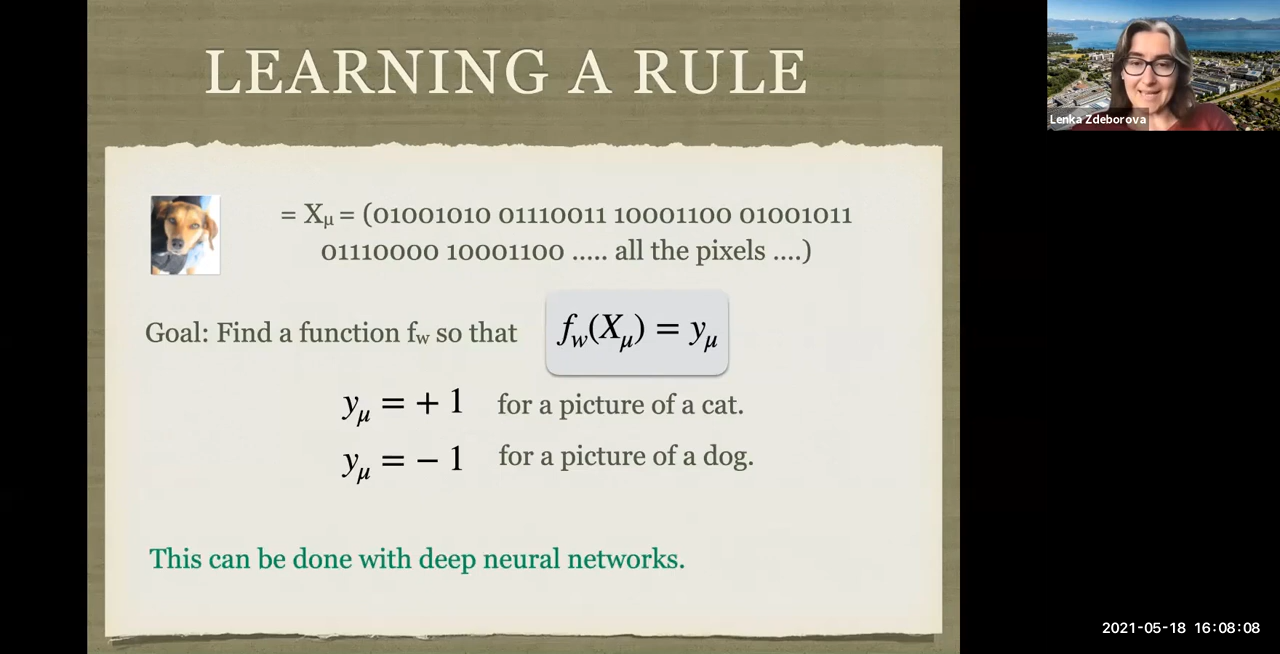 LEARNING A RULE
= Xμ = (01001010 01110011 10001100 01001011
01110000 10001100 ..... all the pixels ....)
Goal: Find a function fw so that fw(Xμ) = yμ
yμ = + 1 for a picture of a cat.
yμ = − 1 for a picture of a dog.
This can be done with deep neural networks.
Lenka Zdeborova
2021-05-18 16:08:08